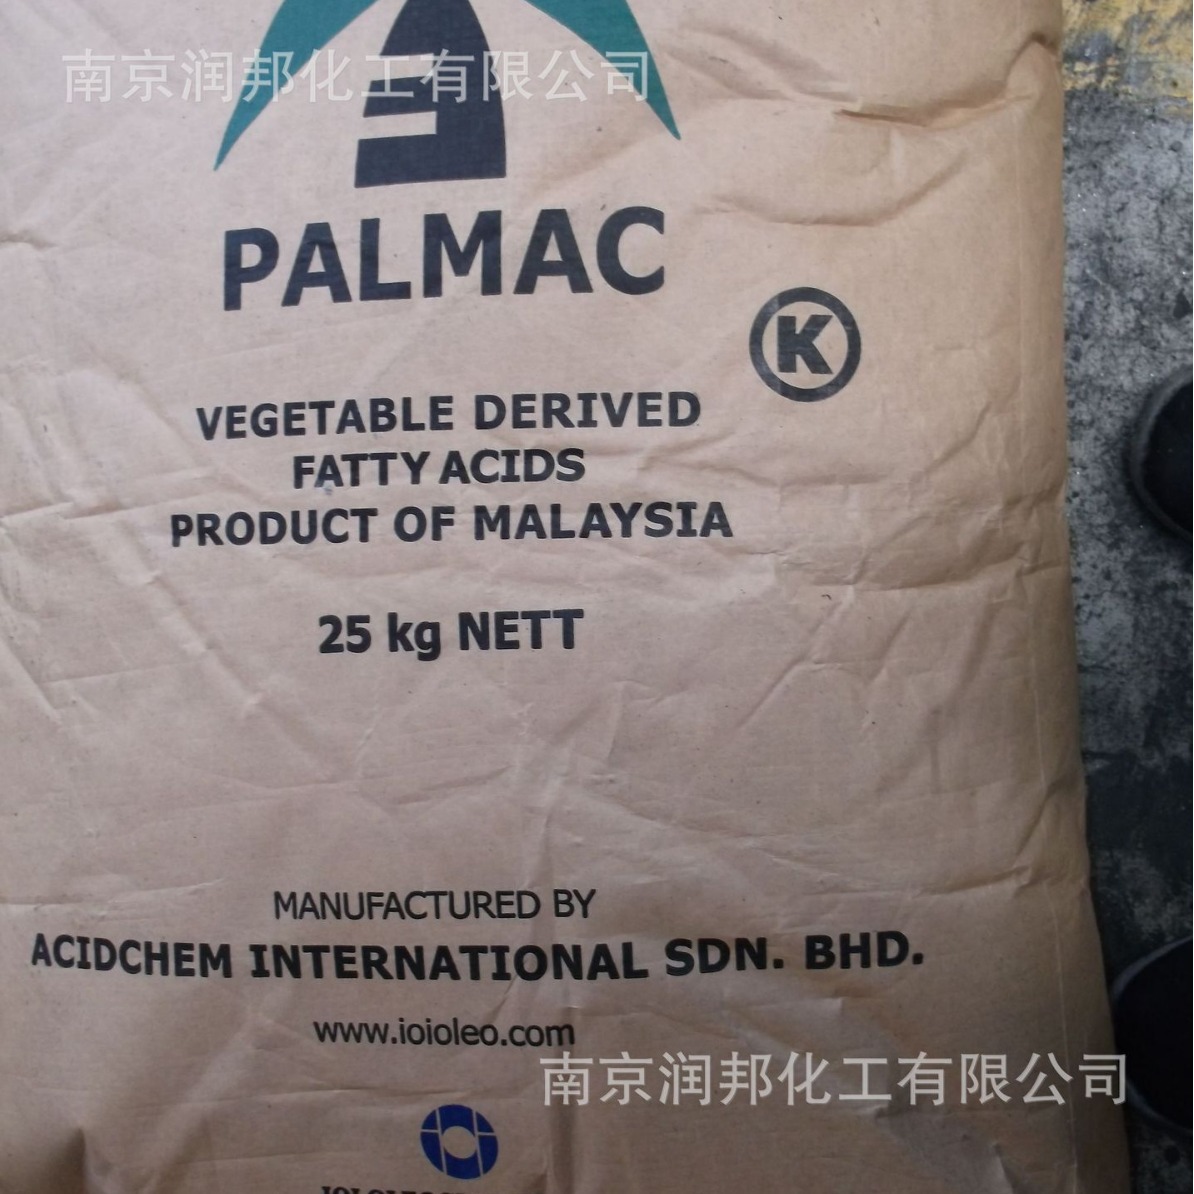 南京润邦化工有限公司
PALMAC
K
VEGETABLE DERIVED
FATTY ACIDS
PRODUCT OF MALAYSIA
25 kg NETT
MANUFACTURED BY
ACIDCHEM INTERNATIONAL SDN. BHD.
www.ioioleo.com
南京润邦化工有限公司